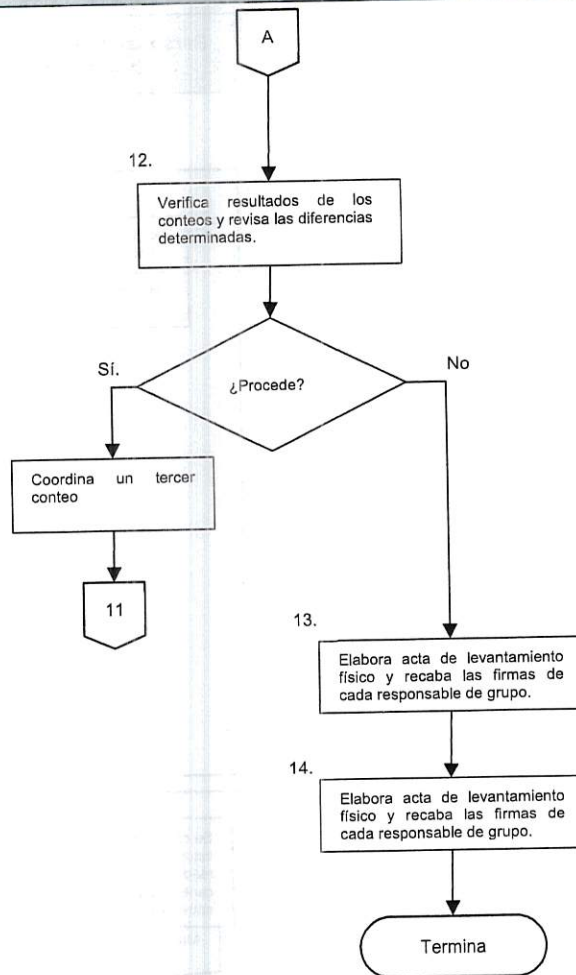 A
12.
Verifica resultados de los
conteos y revisa las diferencias
determinadas.
¿Procede?
Sí.
No
Coordina un tercer
conteo
11
13.
Elabora acta de levantamiento
físico y recaba las firmas de
cada responsable de grupo.
14.
Elabora acta de levantamiento
físico y recaba las firmas de
cada responsable de grupo.
Termina